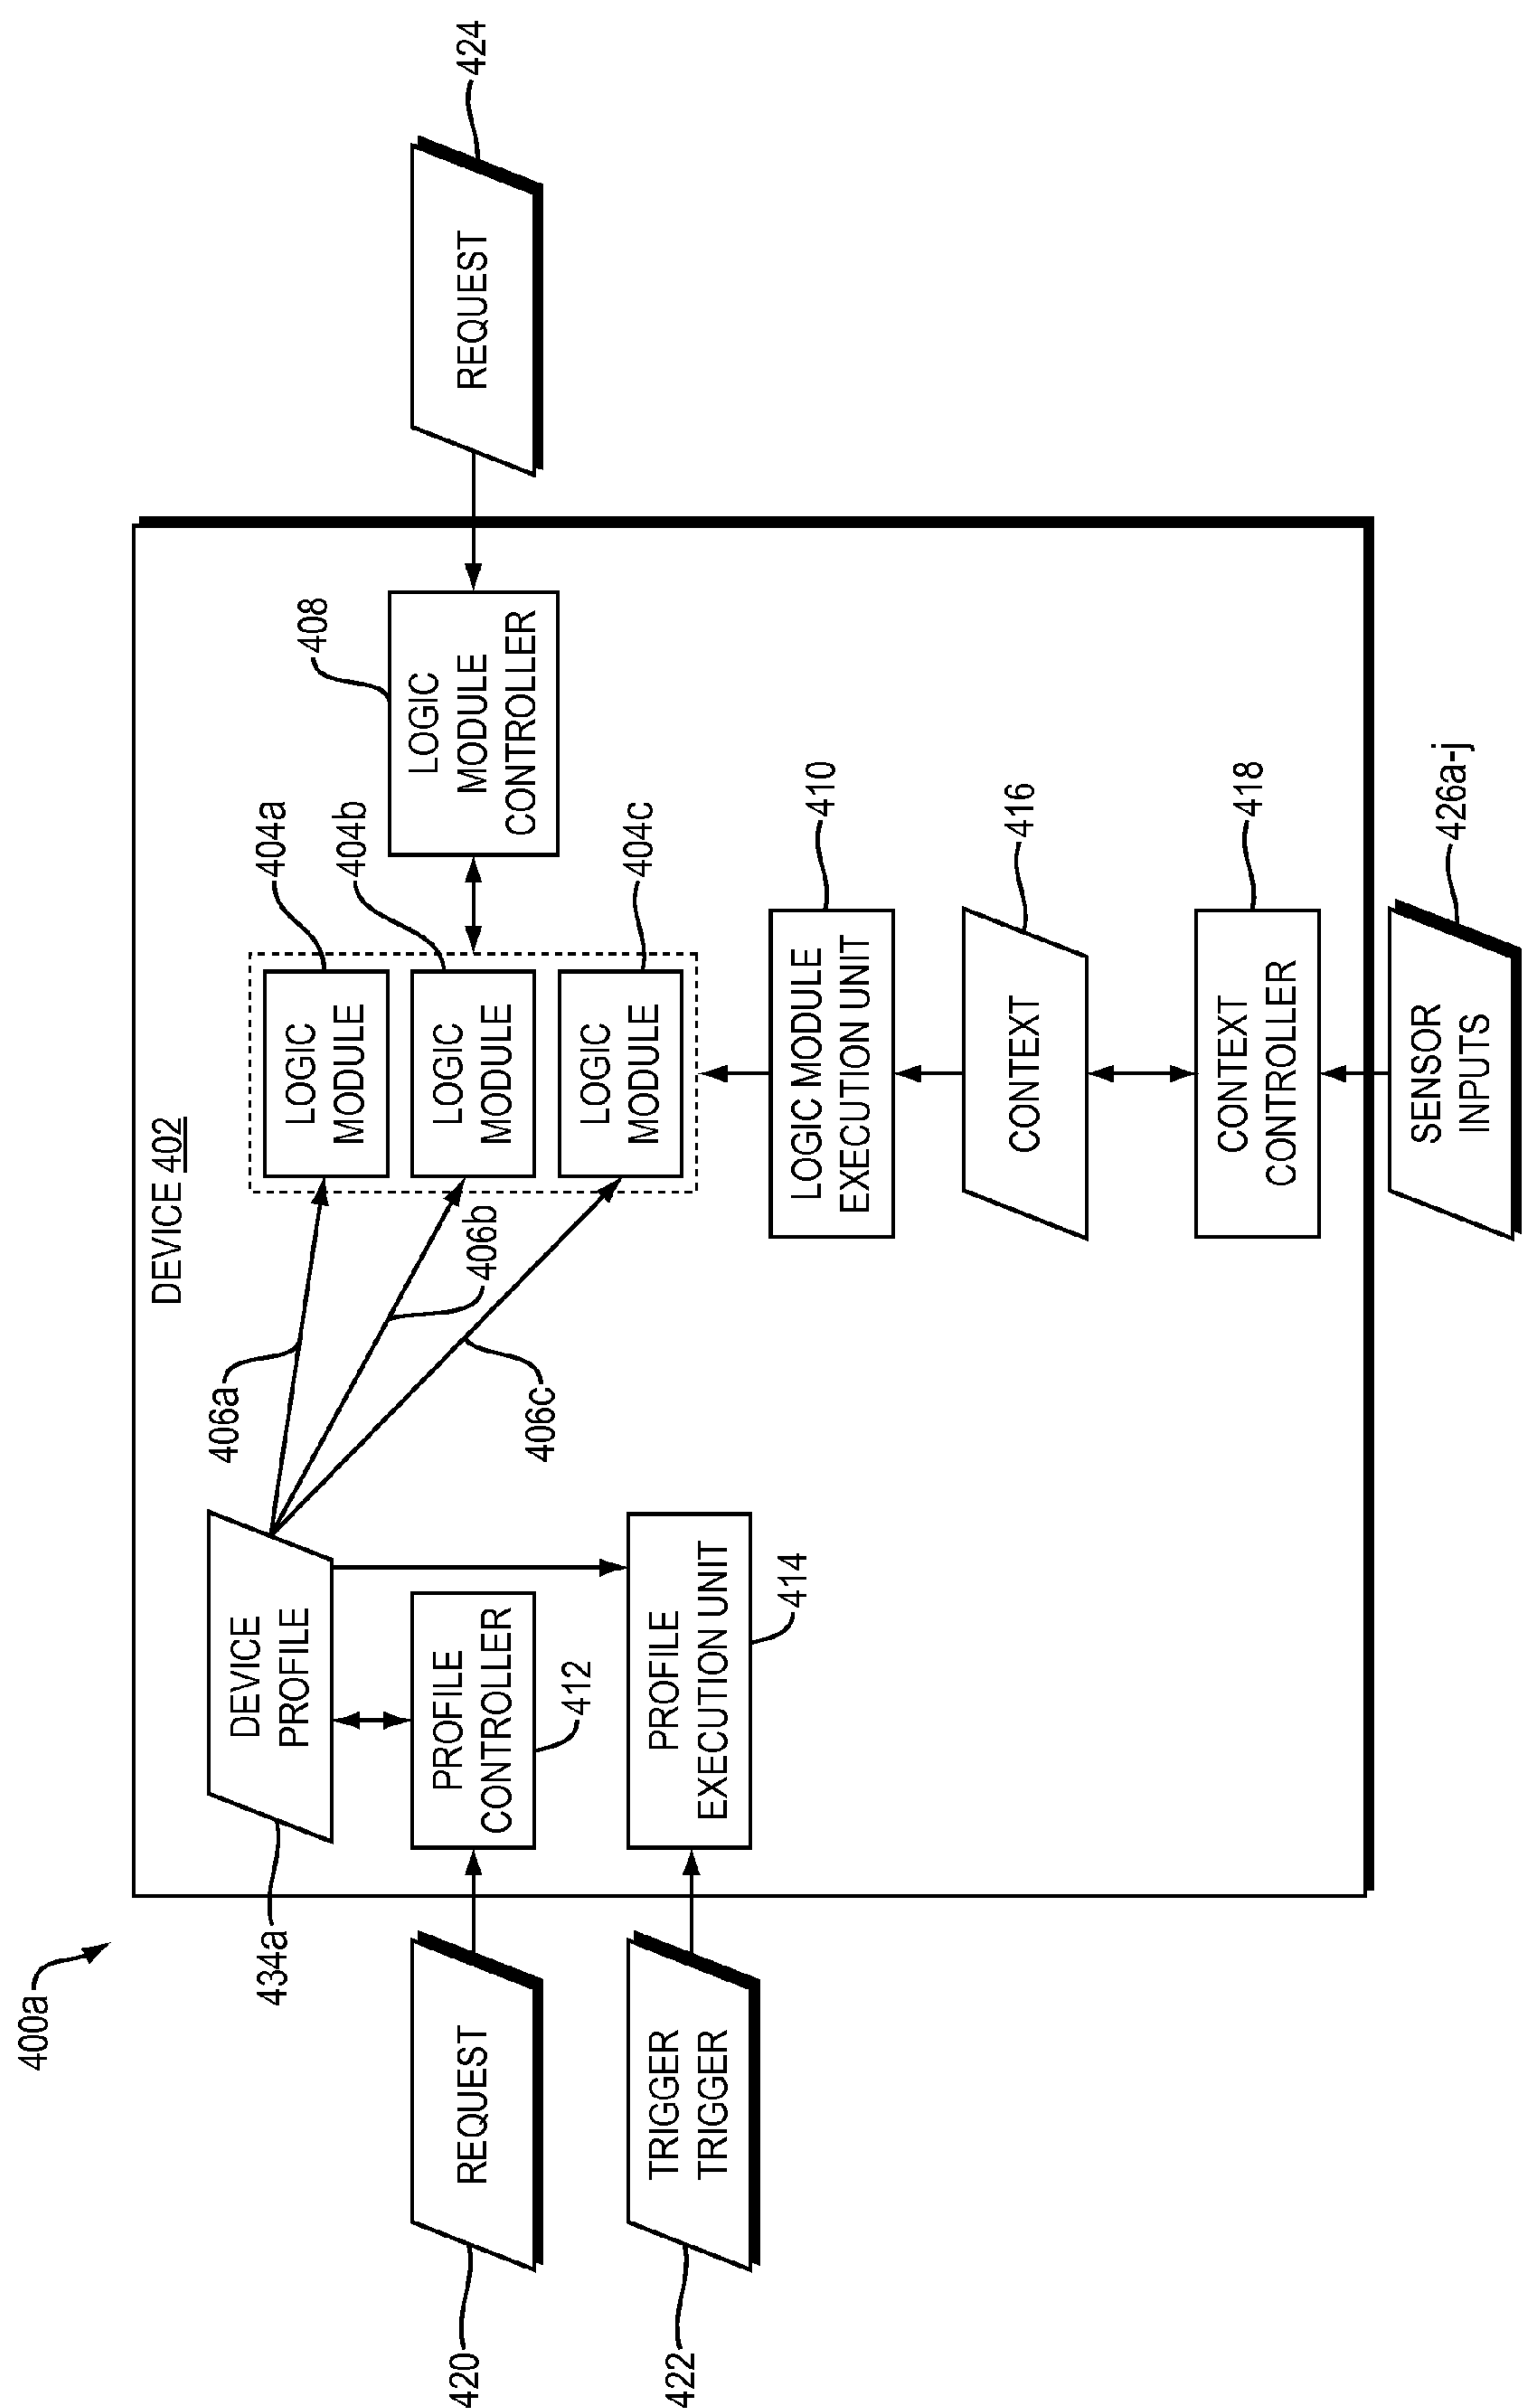 400a
DEVICE 402
434a
DEVICE
PROFILE
406a
406b
406c
LOGIC
MODULE
404a
LOGIC
MODULE
404b
LOGIC
MODULE
404c
408
LOGIC
MODULE
CONTROLLER
REQUEST
424
420
REQUEST
PROFILE
CONTROLLER
412
422
TRIGGER
TRIGGER
PROFILE
EXECUTION UNIT
414
LOGIC MODULE
EXECUTION UNIT
410
CONTEXT
416
CONTEXT
CONTROLLER
418
SENSOR
INPUTS
426a-j